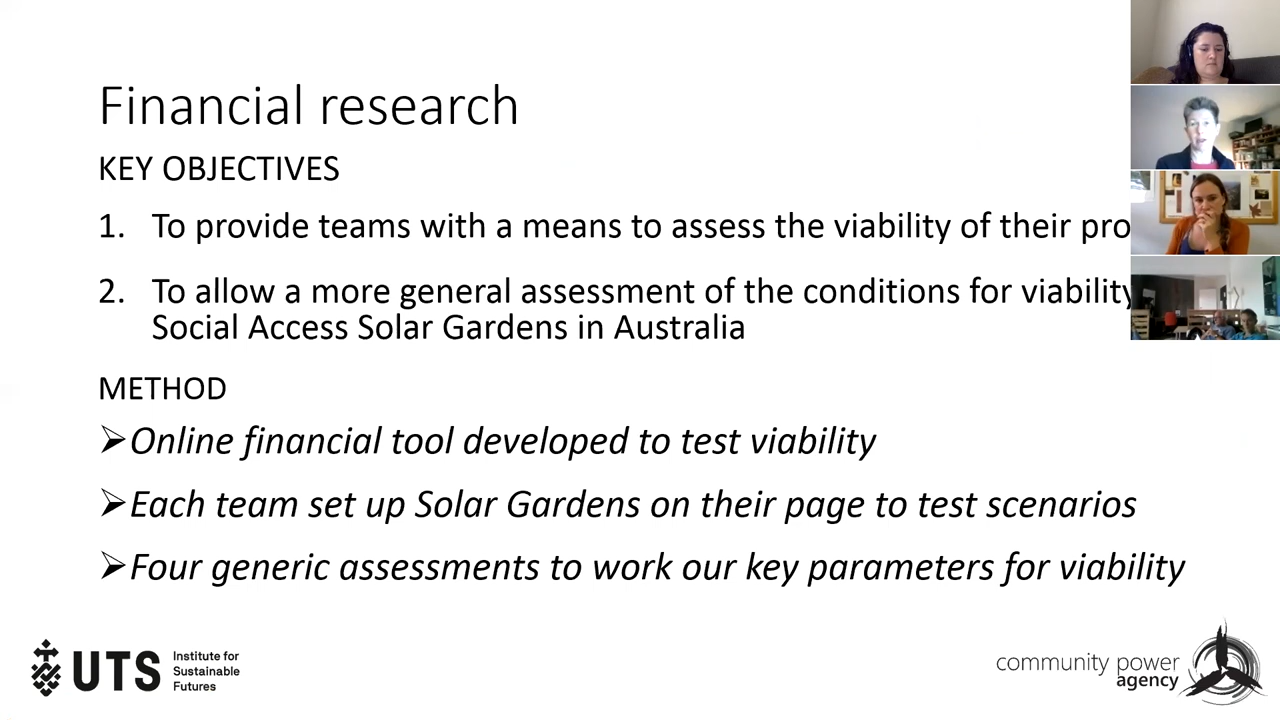 Financial research
KEY OBJECTIVES
1. To provide teams with a means to assess the viability of their pro
2. To allow a more general assessment of the conditions for viability
Social Access Solar Gardens in Australia
METHOD
➢Online financial tool developed to test viability
➢Each team set up Solar Gardens on their page to test scenarios
➢Four generic assessments to work our key parameters for viability
UTS
Institute for
Sustainable
Futures
community power
agency